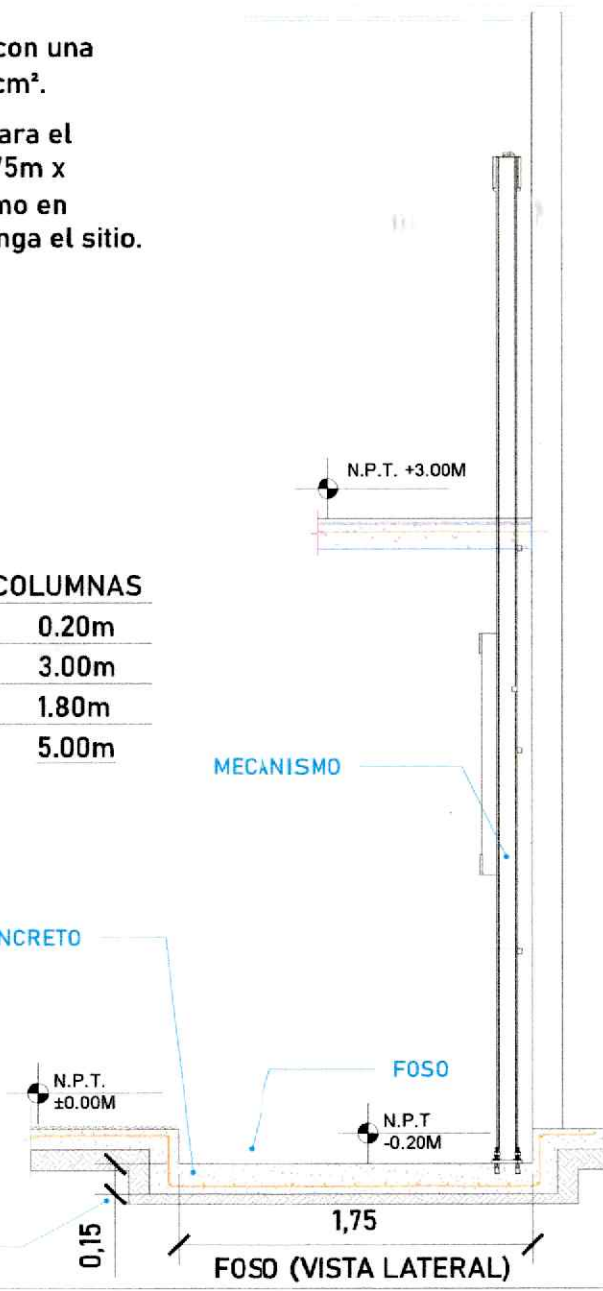 con una
cm².
ara el
75m x
mo en
nga el sitio.
N.P.T. +3.00M
COLUMNAS
0.20m
3.00m
1.80m
5.00m
MECANISMO
NCRETO
FOSO
N.P.T.
±0.00M
N.P.T
-0.20M
0,15
1,75
FOSO (VISTA LATERAL)